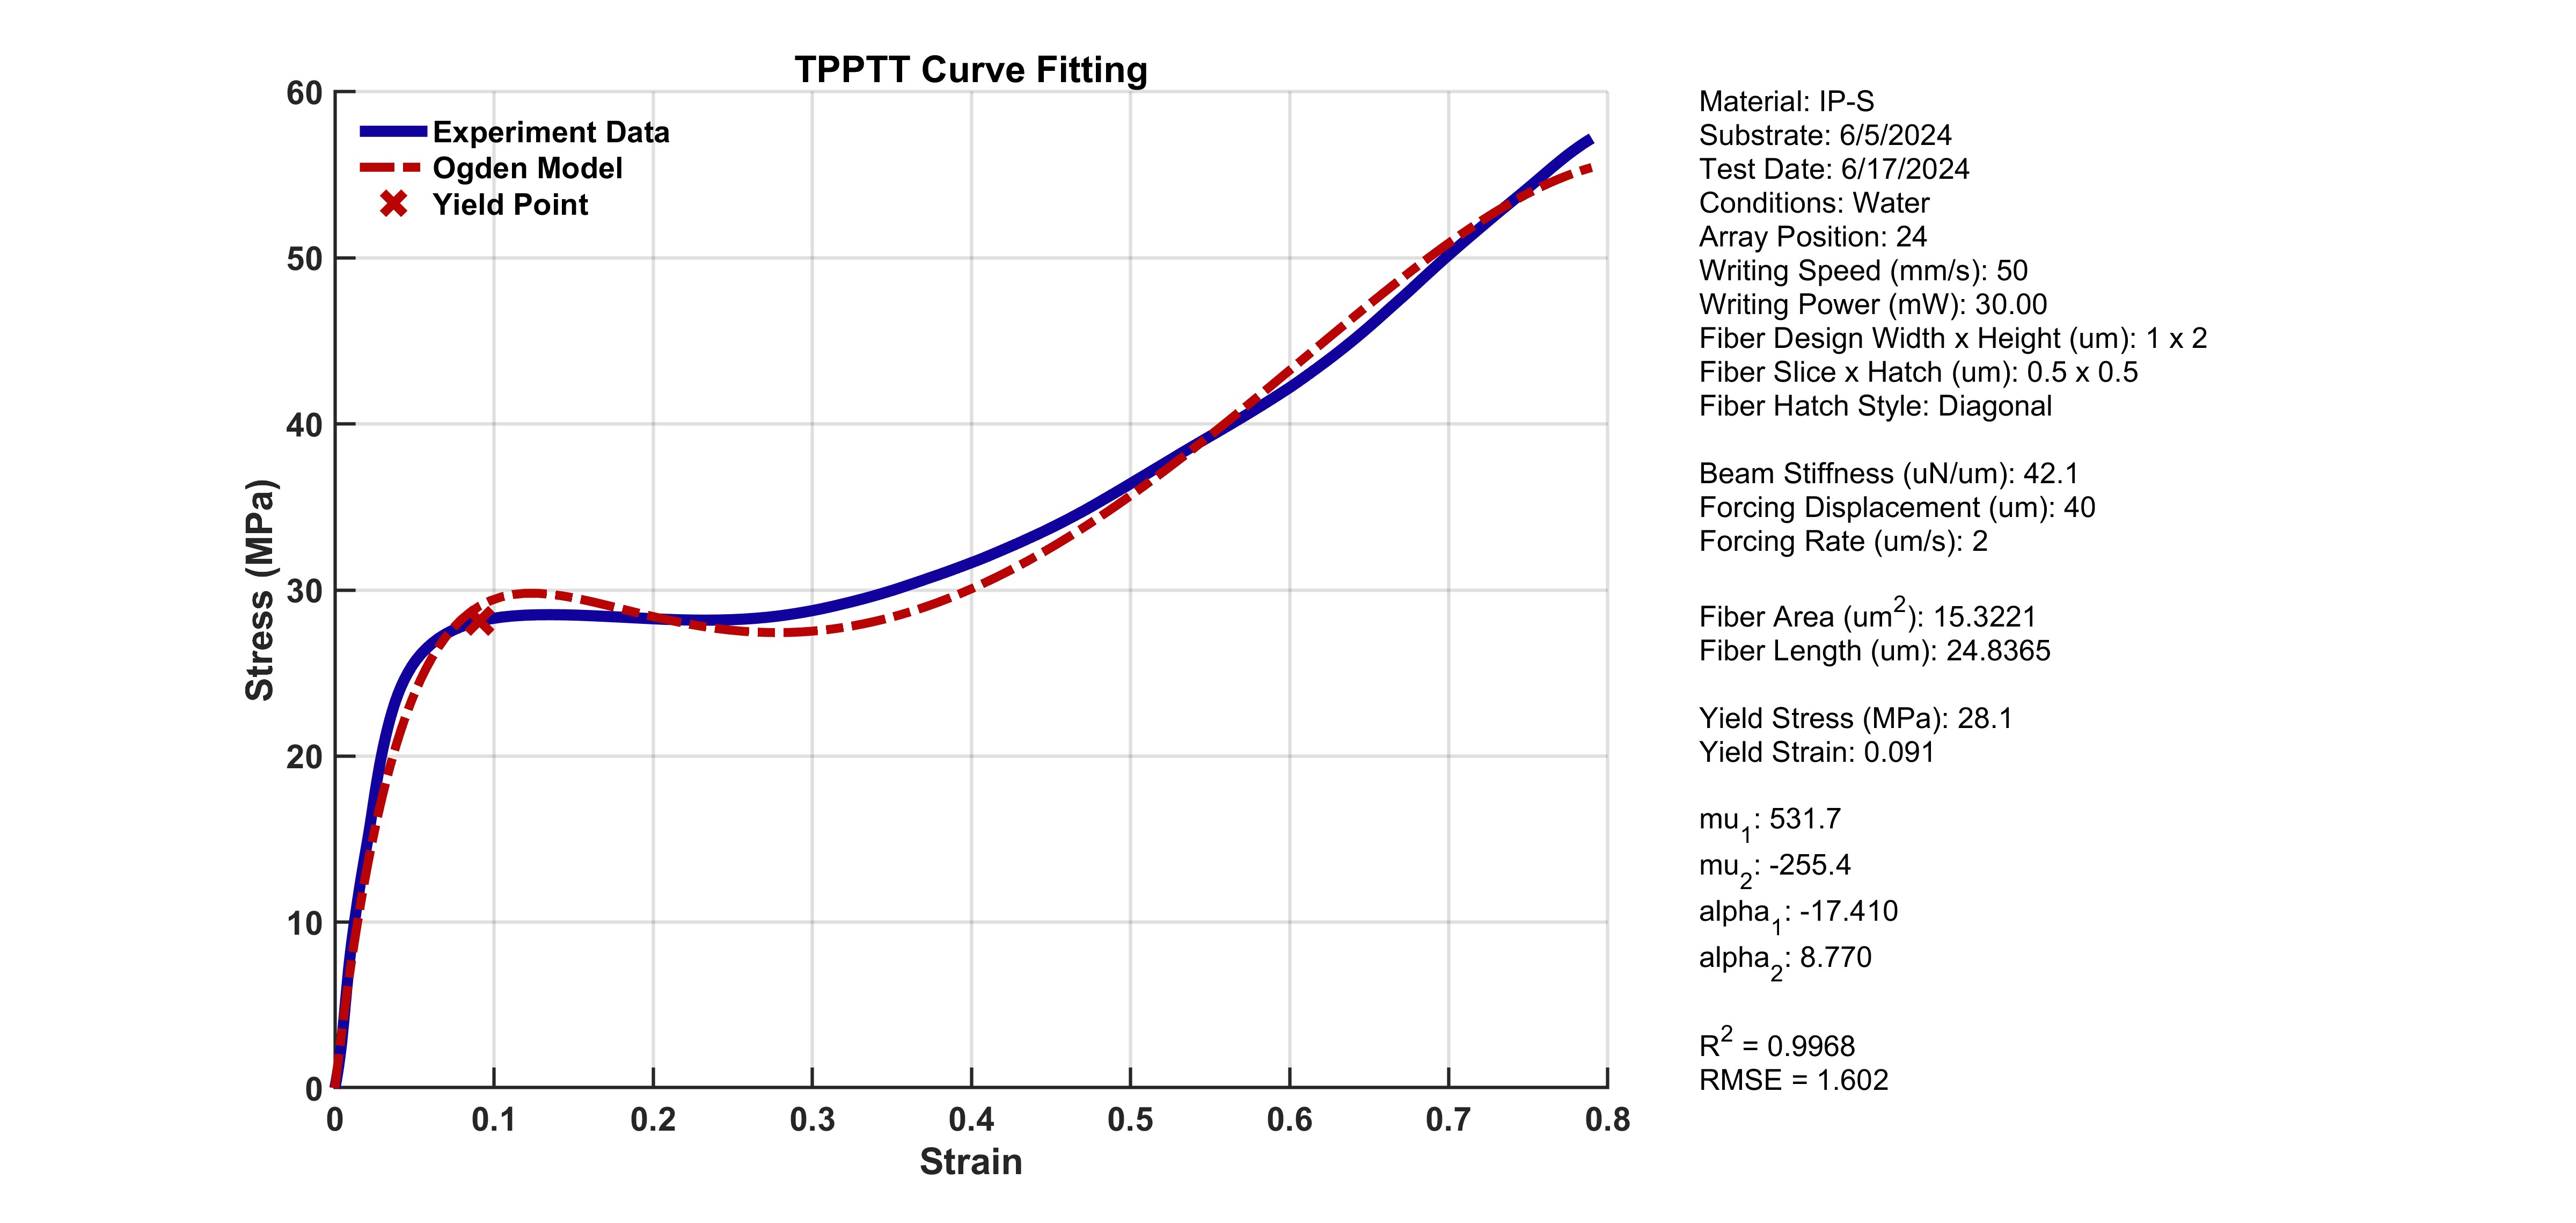 TPPTT Curve Fitting
60
50
40
30
20
10
0
Stress (MPa)
Experiment Data
Ogden Model
Yield Point
0 0.1 0.2 0.3 0.4 0.5 0.6 0.7 0.8
Strain
Material: IP-S
Substrate: 6/5/2024
Test Date: 6/17/2024
Conditions: Water
Array Position: 24
Writing Speed (mm/s): 50
Writing Power (mW): 30.00
Fiber Design Width x Height (um): 1 x 2
Fiber Slice x Hatch (um): 0.5 x 0.5
Fiber Hatch Style: Diagonal
Beam Stiffness (uN/um): 42.1
Forcing Displacement (um): 40
Forcing Rate (um/s): 2
Fiber Area (um²): 15.3221
Fiber Length (um): 24.8365
Yield Stress (MPa): 28.1
Yield Strain: 0.091
mu₁: 531.7
mu₂: -255.4
alpha₁: -17.410
alpha₂: 8.770
R² = 0.9968
RMSE = 1.602